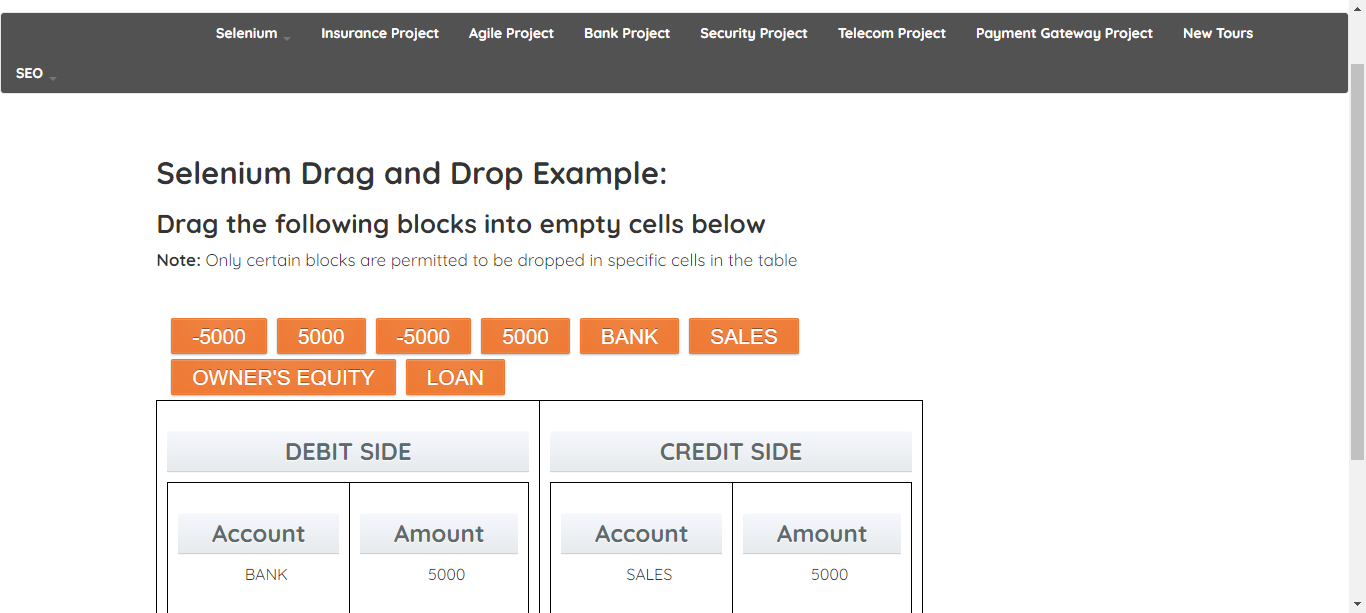 Selenium Insurance Project Agile Project Bank Project Security Project Telecom Project Payment Gateway Project New Tours
SEO
Selenium Drag and Drop Example:
Drag the following blocks into empty cells below
Note: Only certain blocks are permitted to be dropped in specific cells in the table
-5000 5000 -5000 5000 BANK SALES
OWNER'S EQUITY LOAN
DEBIT SIDE CREDIT SIDE
Account Amount Account Amount
BANK 5000 SALES 5000